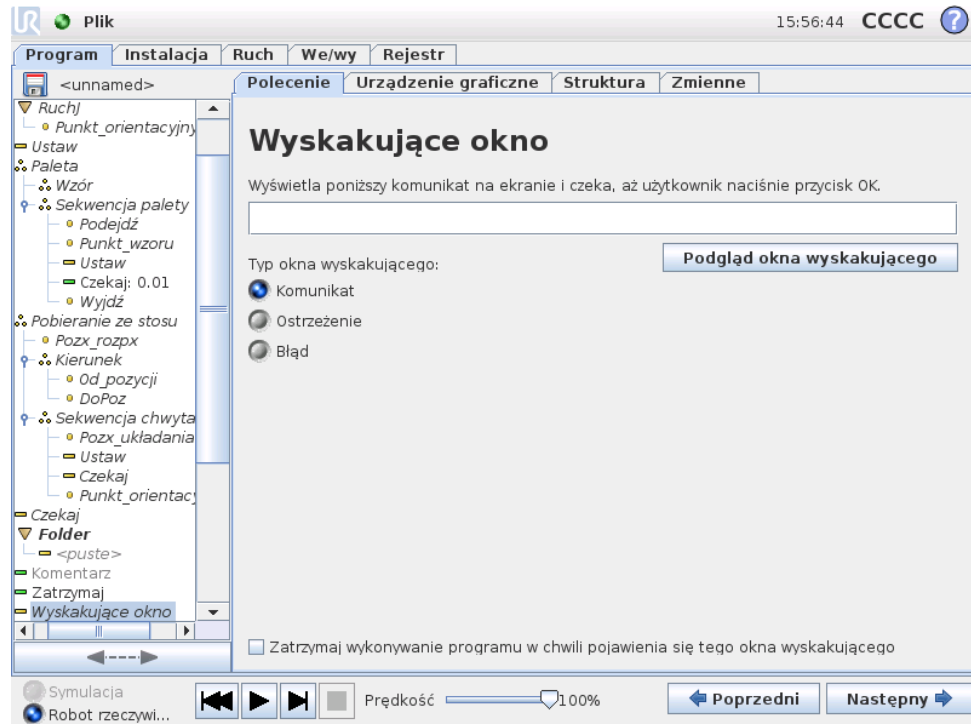 UR Plik 15:56:44 CCCC ?
Program Instalacja Ruch We/wy Rejestr
<unnamed>
Polecenie Urządzenie graficzne Struktura Zmienne
RuchJ
Punkt_orientacyjny
Ustaw
Paleta
Wzór
Sekwencja palety
Podejdź
Punkt_wzoru
Ustaw
Czekaj: 0.01
Wyjdź
Pobieranie ze stosu
Pozx_rozpx
Kierunek
Od_pozycji
DoPoz
Sekwencja chwyta
Pozx_układania
Ustaw
Czekaj
Punkt_orientacy
Czekaj
Folder
<puste>
Komentarz
Zatrzymaj
Wyskakujące okno
Wyskakujące okno
Wyświetla poniższy komunikat na ekranie i czeka, aż użytkownik naciśnie przycisk OK.
Typ okna wyskakującego:
Podgląd okna wyskakującego
Komunikat
Ostrzeżenie
Błąd
Zatrzymaj wykonywanie programu w chwili pojawienia się tego okna wyskakującego
Symulacja
Robot rzeczywi...
Prędkość 100%
Poprzedni Następny